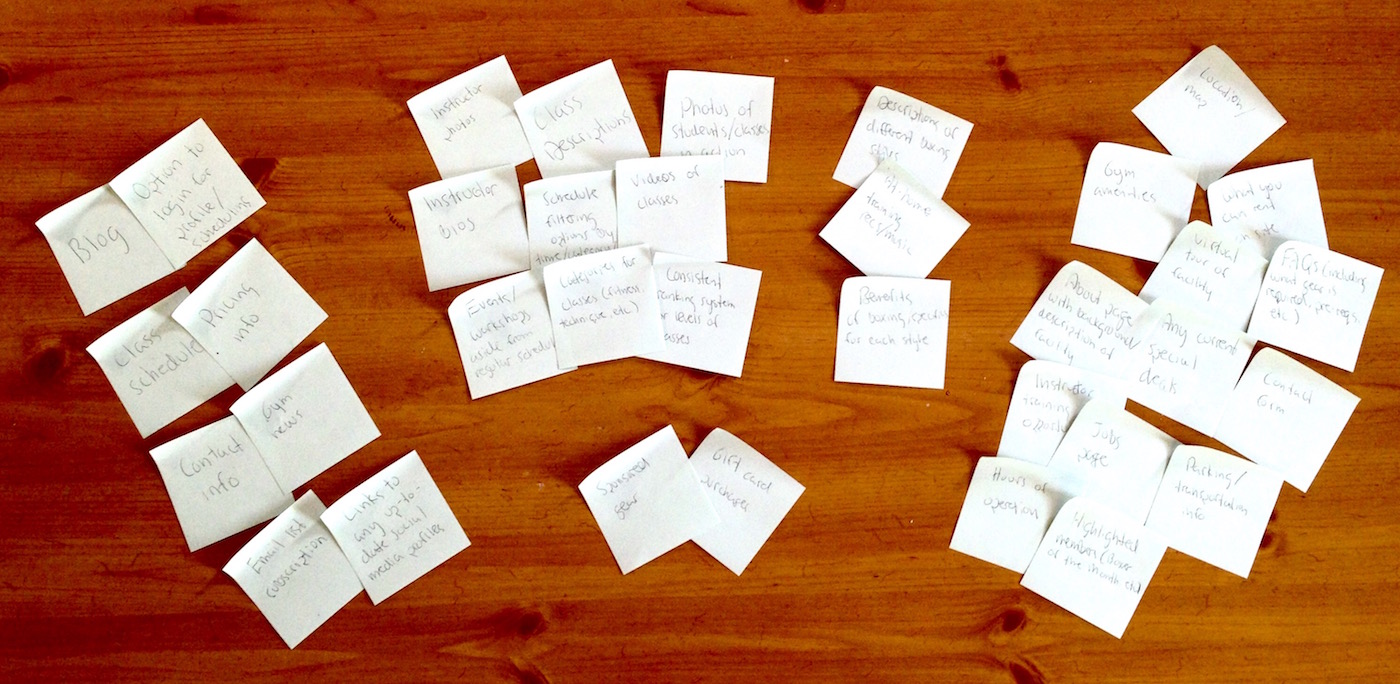 Blog
Option to
login for
profile/
scheduling
Class
schedule
Pricing
info
Contact
info
Gym
news
Email list
subscription
Links to
any up-to-
date social
media profiles
Instructor
photos
Class
Descriptions
Photos of
students/classes
in action
Instructor
bios
Schedule
filtering
options by
time/category
Videos of
classes
Events/
workshops
aside from
regular schedule
Categories for
classes (fitness,
technique, etc.)
Consistent
ranking system
for levels of
classes
Sponsored
gear
Gift card
purchases
Descriptions of
different boxing
styles
At-home
training
recs/music
Benefits
of boxing, specific
for each style
Location/
map
Gym
amenities
What you
can rent
Virtual
tour of
facility
FAQs (including
what gear is
required, pre-reqs,
etc.)
About page
with background/
description of
facility
Any current
special
deals
Contact
form
Instructor
training
Jobs
page
Parking/
transportation
info
Hours of
operation
Highlighted
member (boxer
of the month etc)